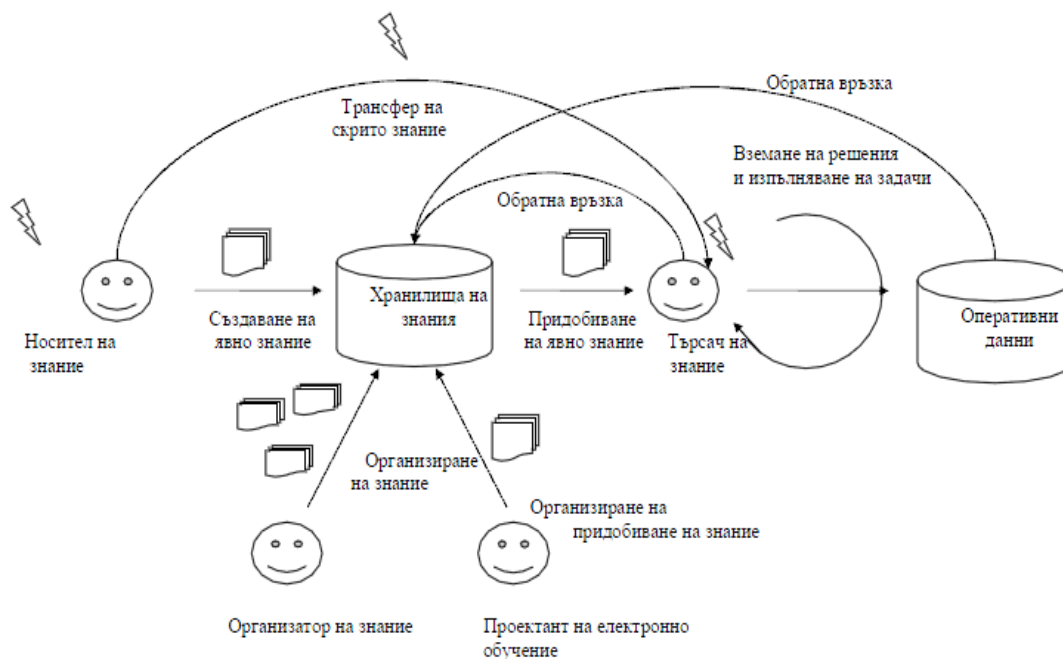 Обратна връзка
Трансфер на
скрито знание
Вземане на решения
и изпълняване на задачи
Обратна връзка
Хранилиша на
знания
Създаване на
явно знание
Придобиване
на явно знание
Оперативни
данни
Носител на
знание
Търсач на
знание
Организиране
на знание
Организиране на
придобиване на знание
Организатор на знание
Проектант на електронно
обучение